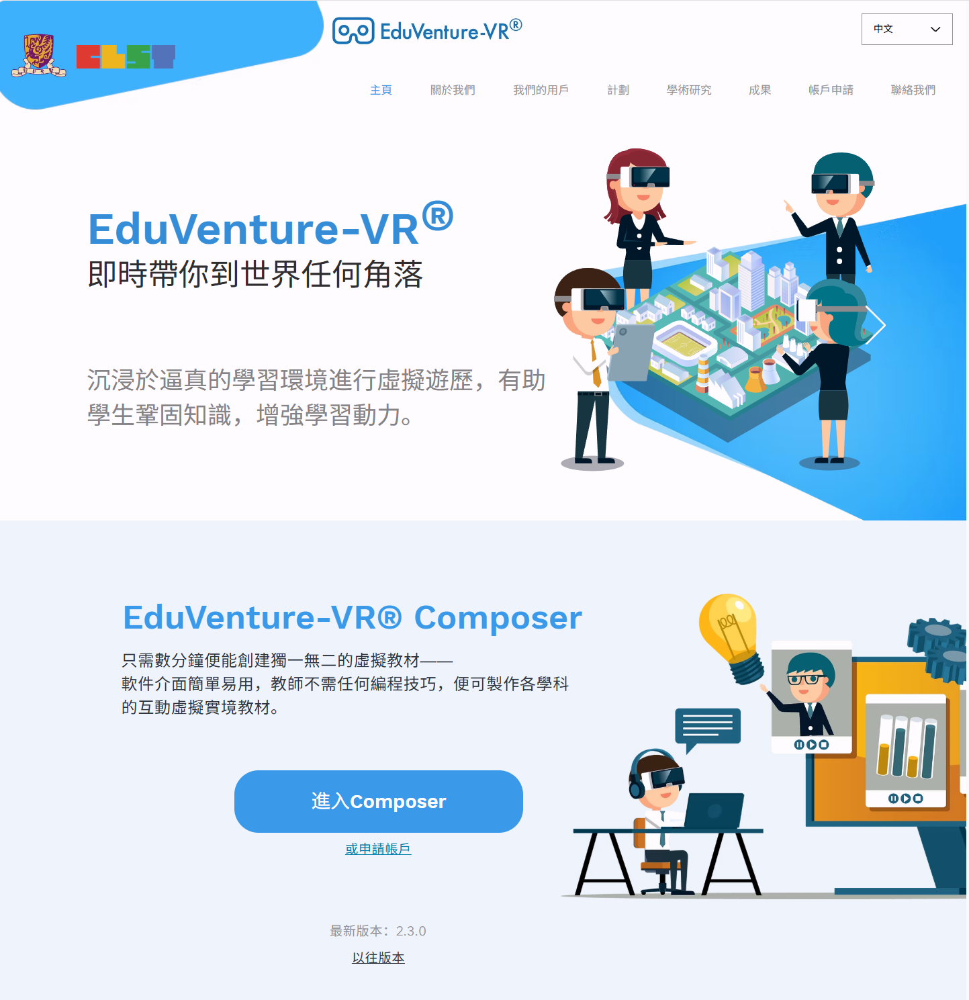 CLST
EduVenture-VR®
中文
主頁 關於我們 我們的用戶 計劃 學術研究 成果 帳戶申請 聯絡我們
EduVenture-VR®
即時帶你到世界任何角落
沉浸於逼真的學習環境進行虛擬遊歷，有助
學生鞏固知識，增強學習動力。
EduVenture-VR® Composer
只需數分鐘便能創建獨一無二的虛擬教材——
軟件介面簡單易用，教師不需任何編程技巧，便可製作各學科
的互動虛擬實境教材。
進入Composer
或申請帳戶
最新版本：2.3.0
以往版本